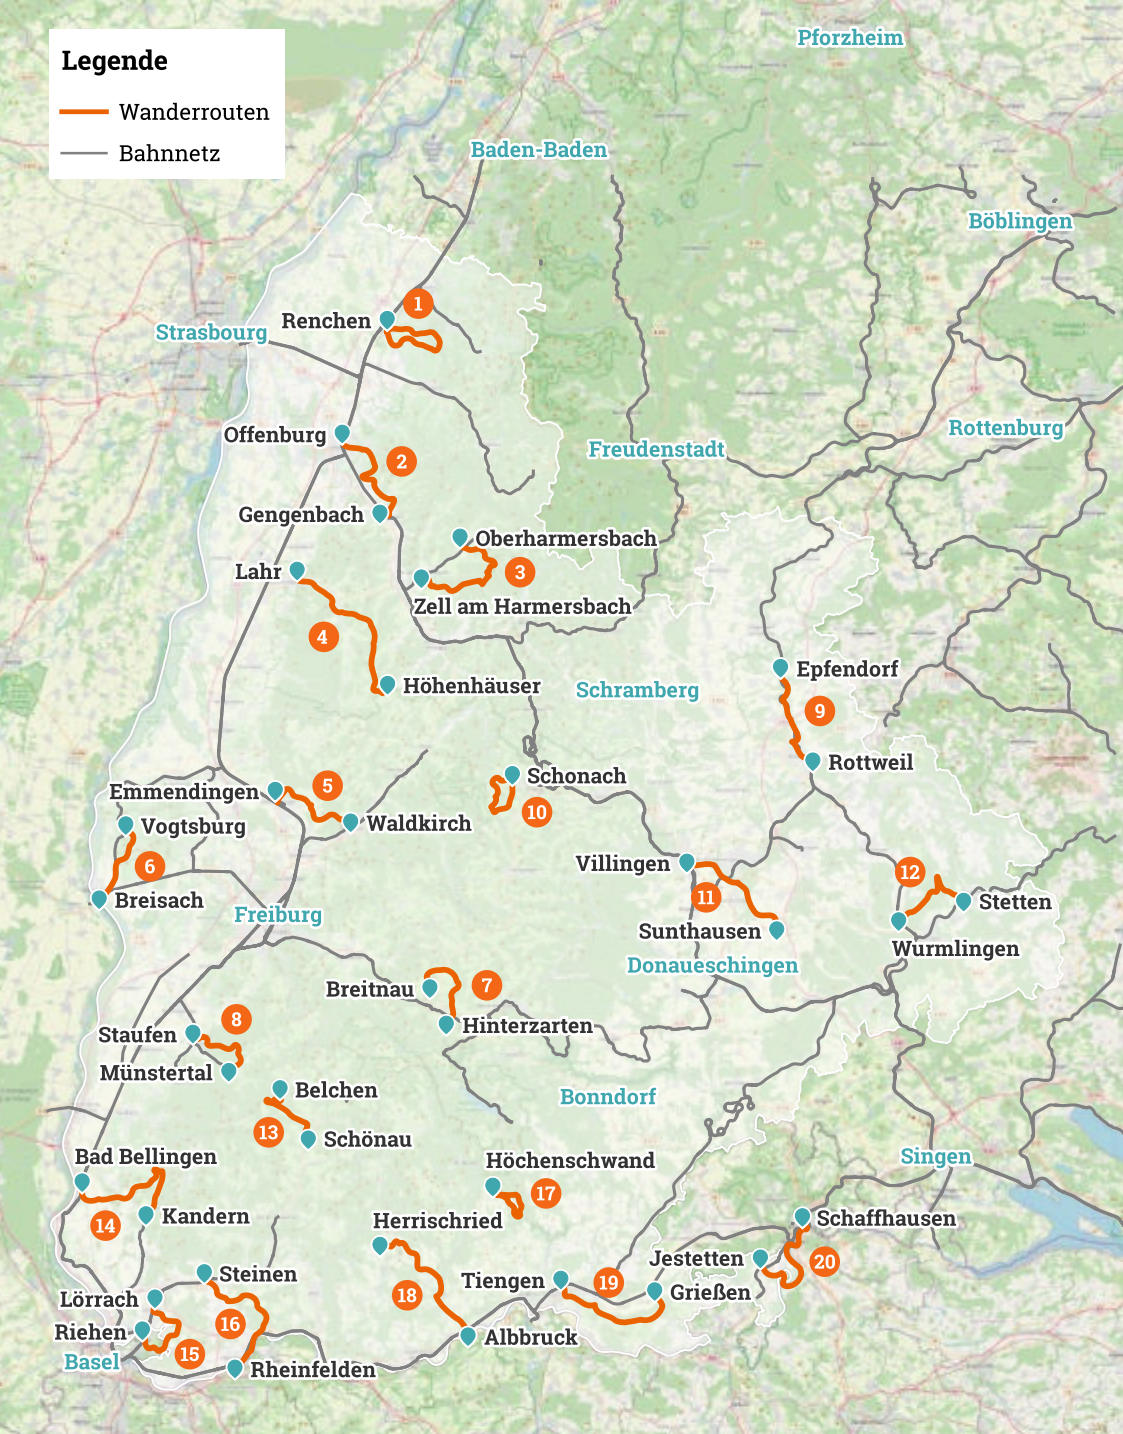 Pforzheim
Legende
Wanderrouten
Bahnnetz
Baden-Baden
Böblingen
1
Renchen
Strasbourg
Offenburg
Rottenburg
Freudenstadt
2
Gengenbach
Oberharmersbach
Lahr
3
Zell am Harmersbach
4
Epfendorf
Höhenhäuser
Schramberg
9
Rottweil
Schonach
Emmendingen
5
10
Waldkirch
Vogtsburg
6
Villingen
12
Breisach
11
Stetten
Freiburg
Sunthausen
Wurmlingen
Donaueschingen
Breitnau
7
8
Hinterzarten
Staufen
Münstertal
Belchen
Bonndorf
13
Schönau
Bad Bellingen
Singen
Höchenschwand
17
Kandern
14
Herrischried
Schaffhausen
Jestetten
20
Steinen
Tiengen
19
Grießen
Lörrach
18
16
Riehen
Albbruck
15
Basel
Rheinfelden